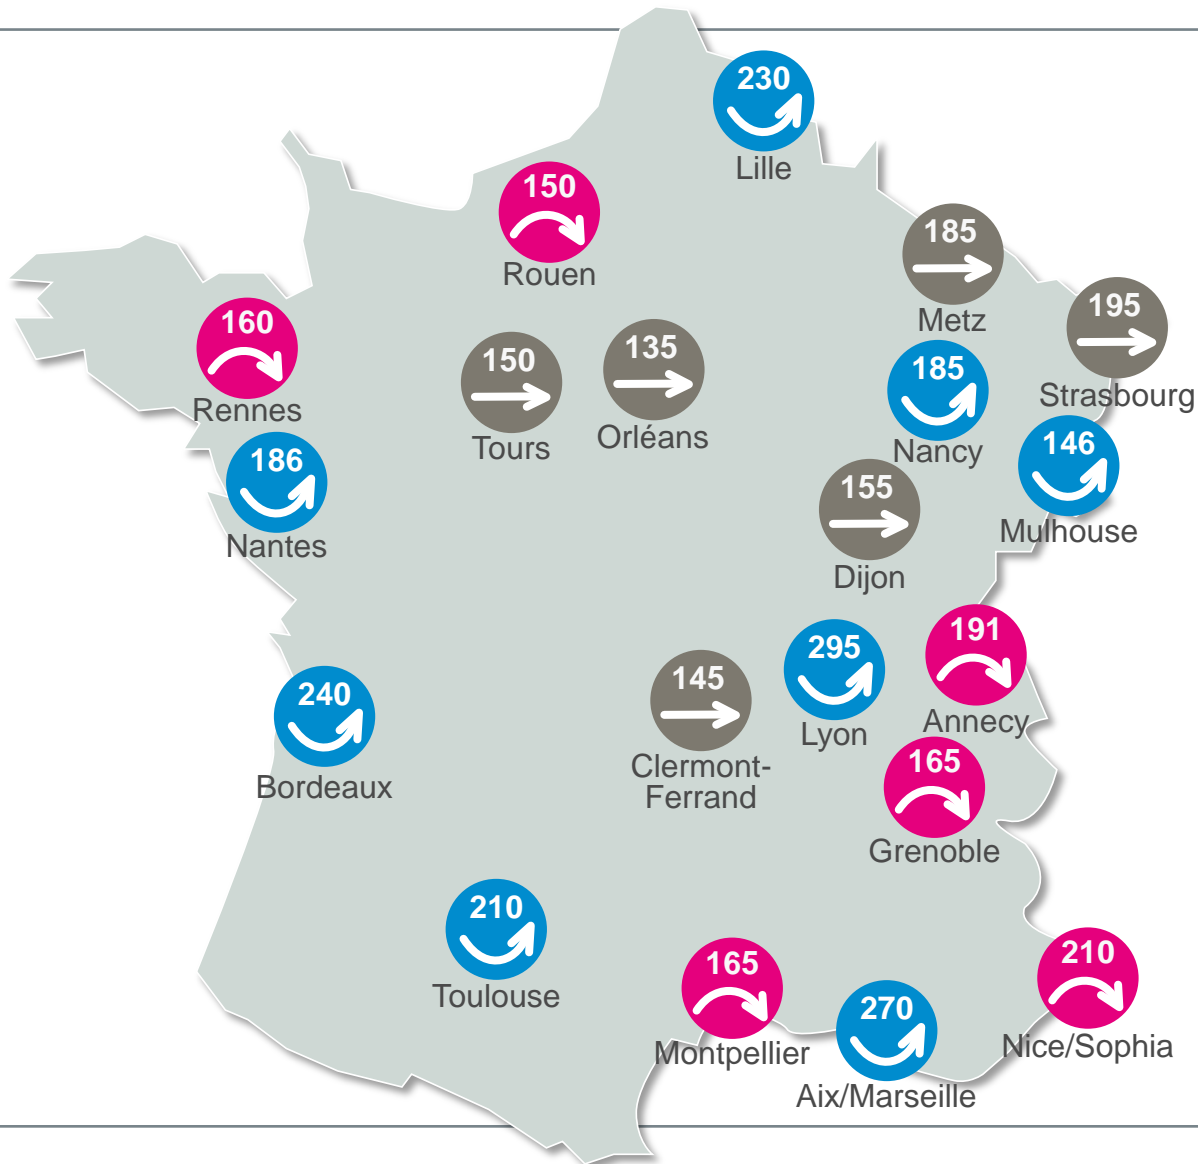 230
Lille
150
Rouen
185
Metz
195
Strasbourg
160
Rennes
150
Tours
135
Orléans
185
Nancy
146
Mulhouse
186
Nantes
155
Dijon
191
Annecy
295
Lyon
145
Clermont-
Ferrand
240
Bordeaux
165
Grenoble
210
Toulouse
165
Montpellier
270
Aix/Marseille
210
Nice/Sophia